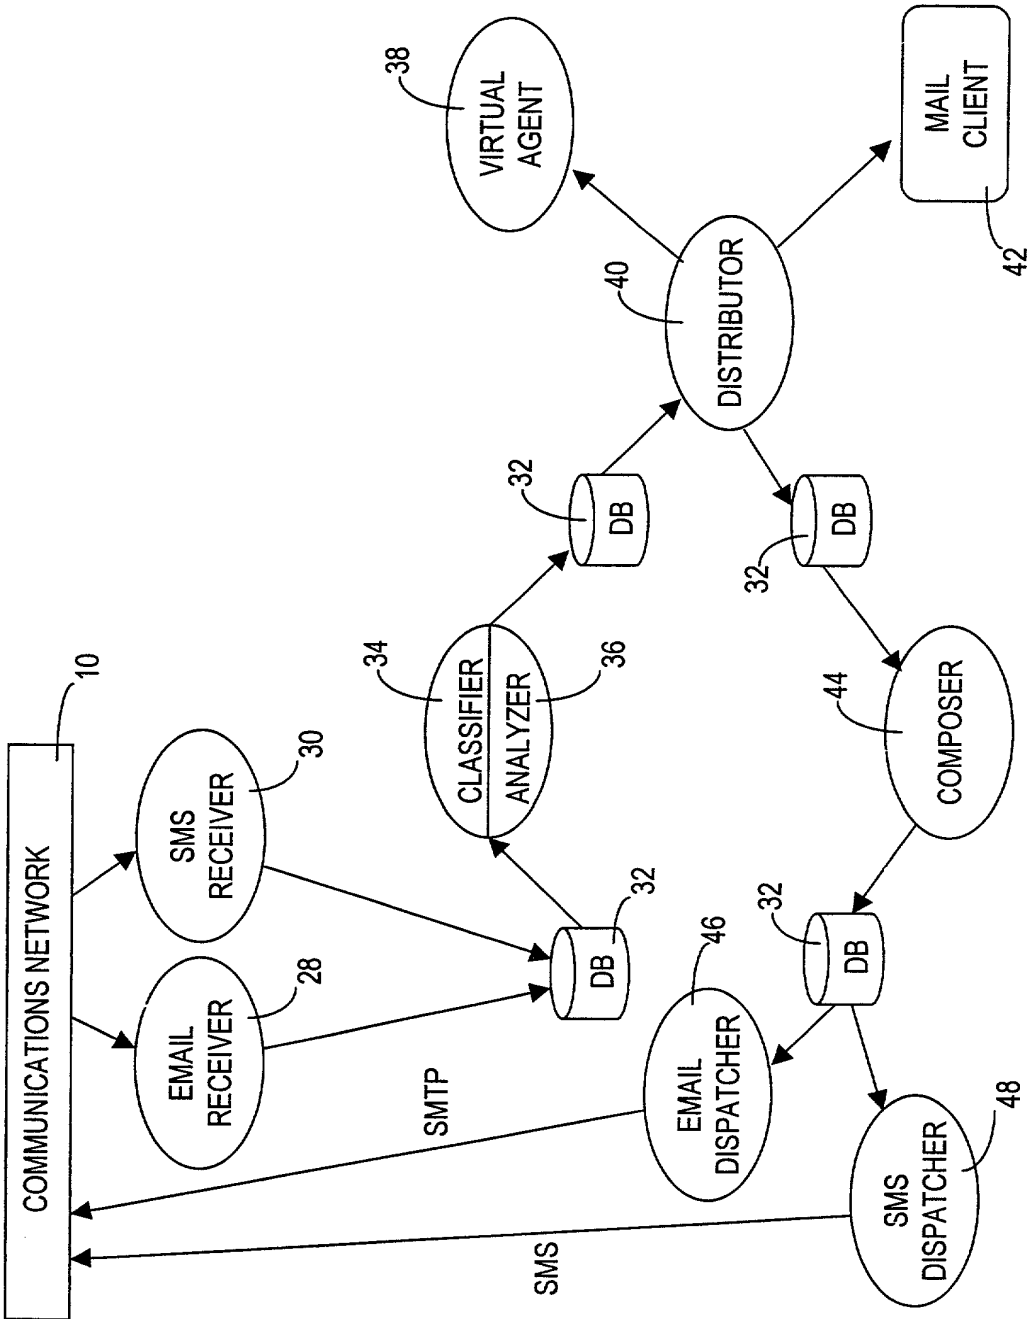 COMMUNICATIONS NETWORK
10
EMAIL
RECEIVER
28
SMS
RECEIVER
30
SMTP
SMS
DB
32
CLASSIFIER
34
ANALYZER
36
DB
32
VIRTUAL
AGENT
38
DISTRIBUTOR
40
MAIL
CLIENT
42
DB
32
COMPOSER
44
DB
32
EMAIL
DISPATCHER
46
SMS
DISPATCHER
48